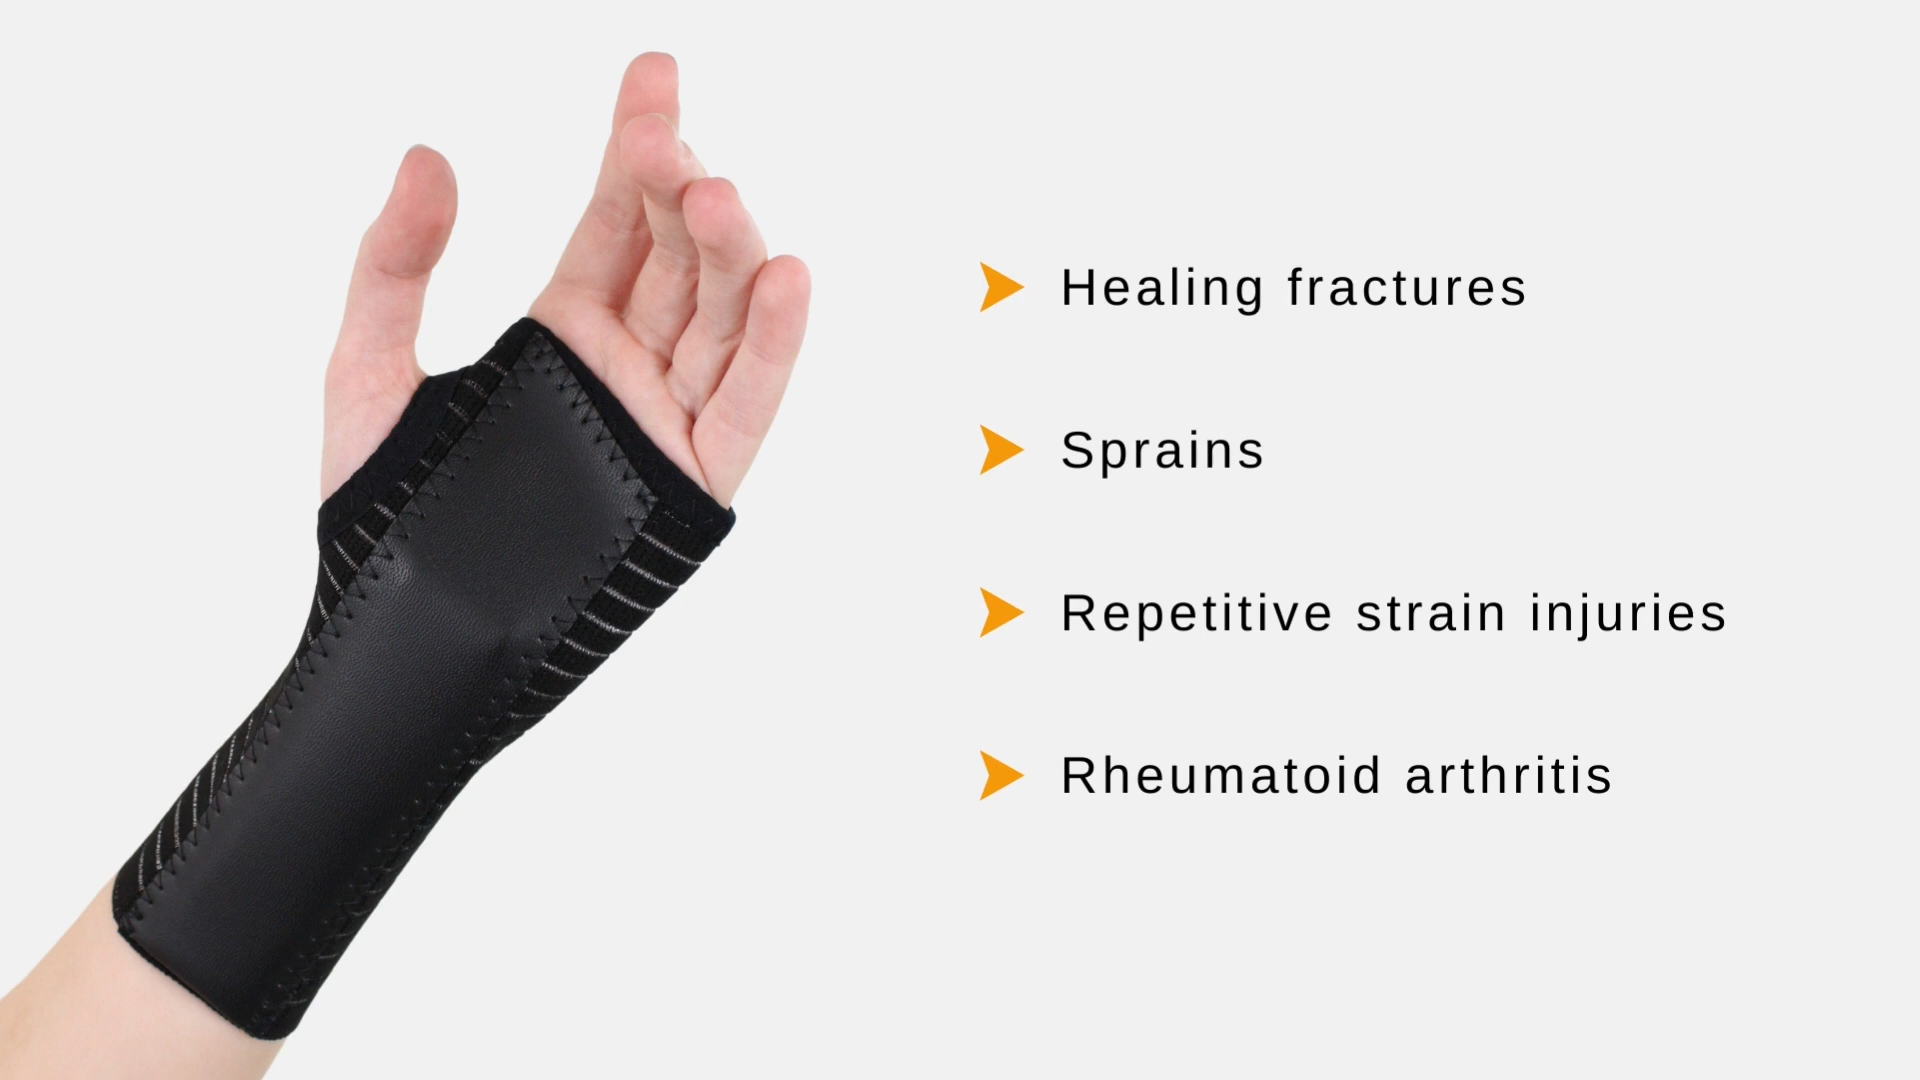 Healing fractures
Sprains
Repetitive strain injuries
Rheumatoid arthritis